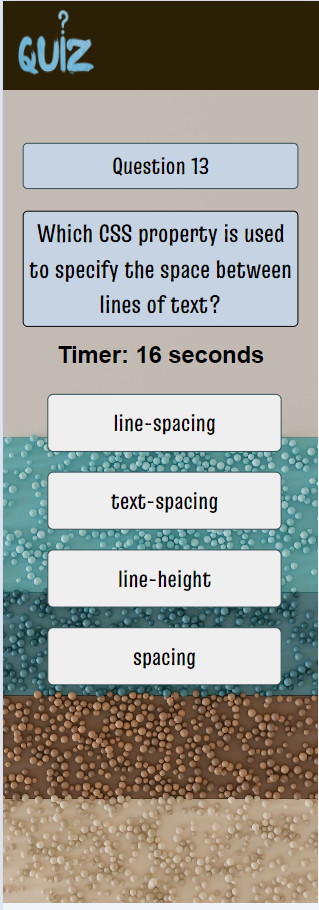 QUiZ
Question 13
Which CSS property is used
to specify the space between
lines of text?
Timer: 16 seconds
line-spacing
text-spacing
line-height
spacing